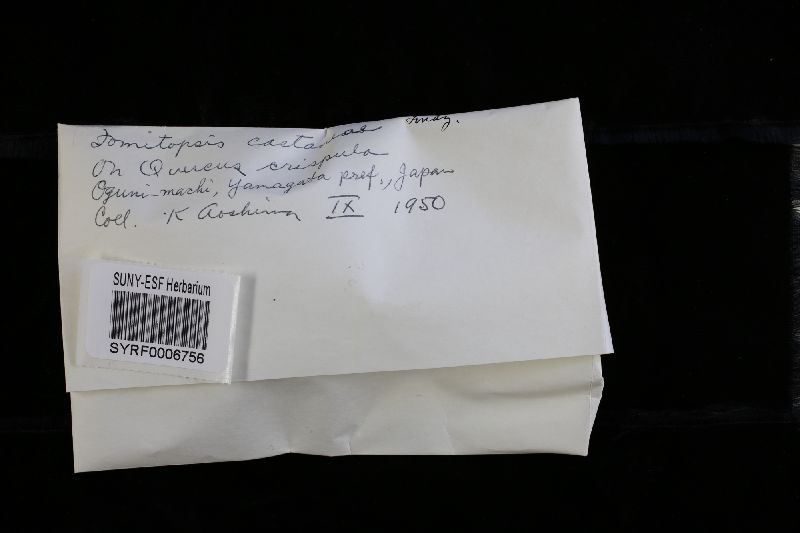 Fomitopsis castanea Imaz.
On Quercus crispula
Oguni-machi, Yamagata pref., Japan
Coll. K Aoshima IX 1950
SUNY-ESF Herbarium
SYRF0006756